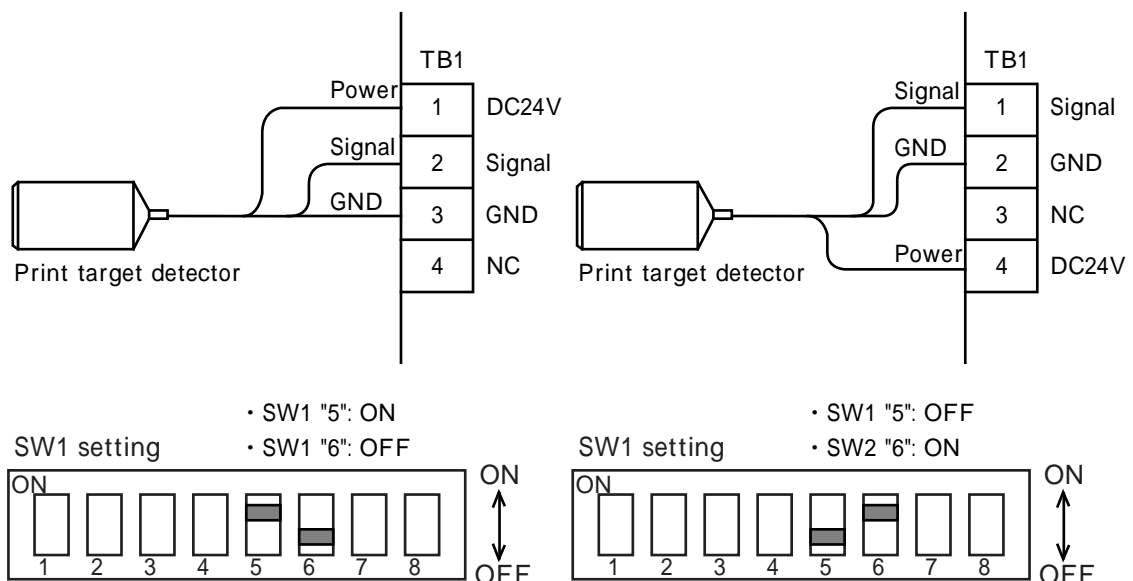 TB1
Power 1 DC24V
Signal 2 Signal
GND 3 GND
4 NC
Print target detector
TB1
Signal 1 Signal
GND 2 GND
3 NC
Power 4 DC24V
Print target detector
・SW1 "5": ON
・SW1 "6": OFF
SW1 setting
ON
1 2 3 4 5 6 7 8
ON
OFF
・SW1 "5": OFF
・SW2 "6": ON
SW1 setting
ON
1 2 3 4 5 6 7 8
ON
OFF